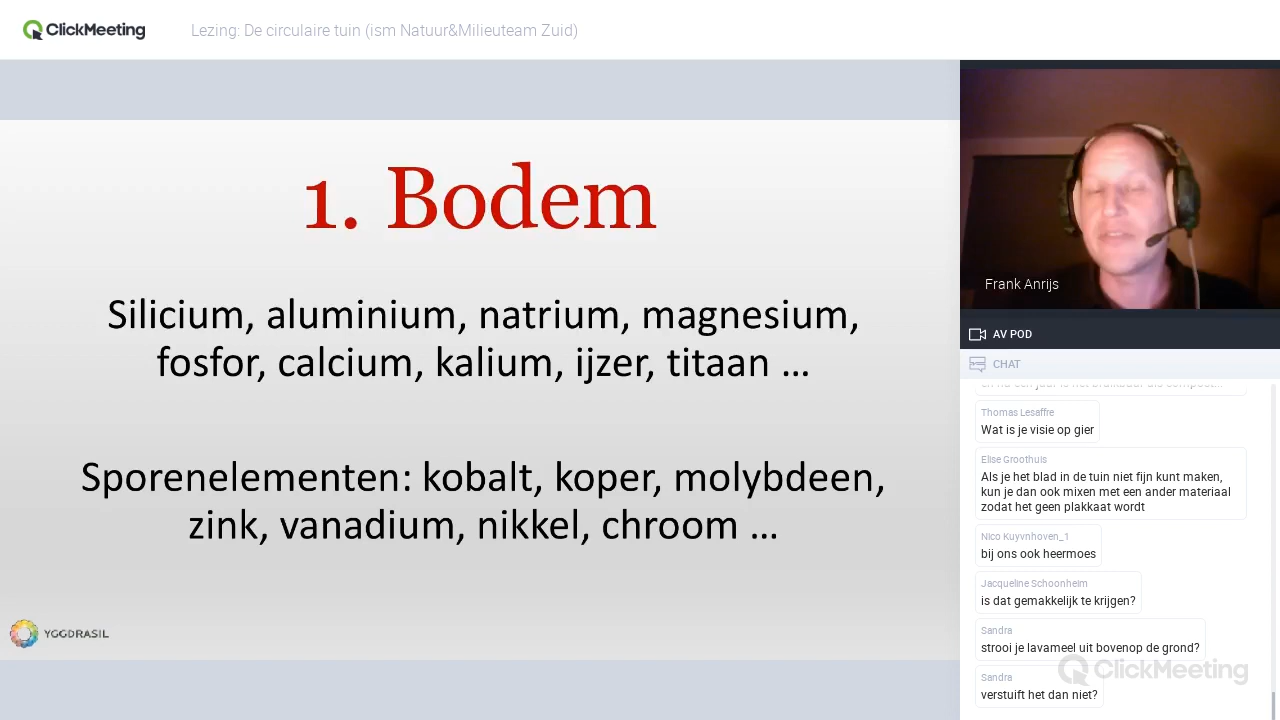 ClickMeeting
Lezing: De circulaire tuin (ism Natuur&Milieuteam Zuid)
1. Bodem
Silicium, aluminium, natrium, magnesium,
fosfor, calcium, kalium, ijzer, titaan ...
Sporenelementen: kobalt, koper, molybdeen,
zink, vanadium, nikkel, chroom ...
YGGDRASIL
Frank Anrijs
AV POD
CHAT
Thomas Lesaffre
Wat is je visie op gier
Elise Groothuis
Als je het blad in de tuin niet fijn kunt maken,
kun je dan ook mixen met een ander materiaal
zodat het geen plakkaat wordt
Nico Kuyvnhoven_1
bij ons ook heermoes
Jacqueline Schoonheim
is dat gemakkelijk te krijgen?
Sandra
strooi je lavameel uit bovenop de grond?
ClickMeeting
Sandra
verstuift het dan niet?